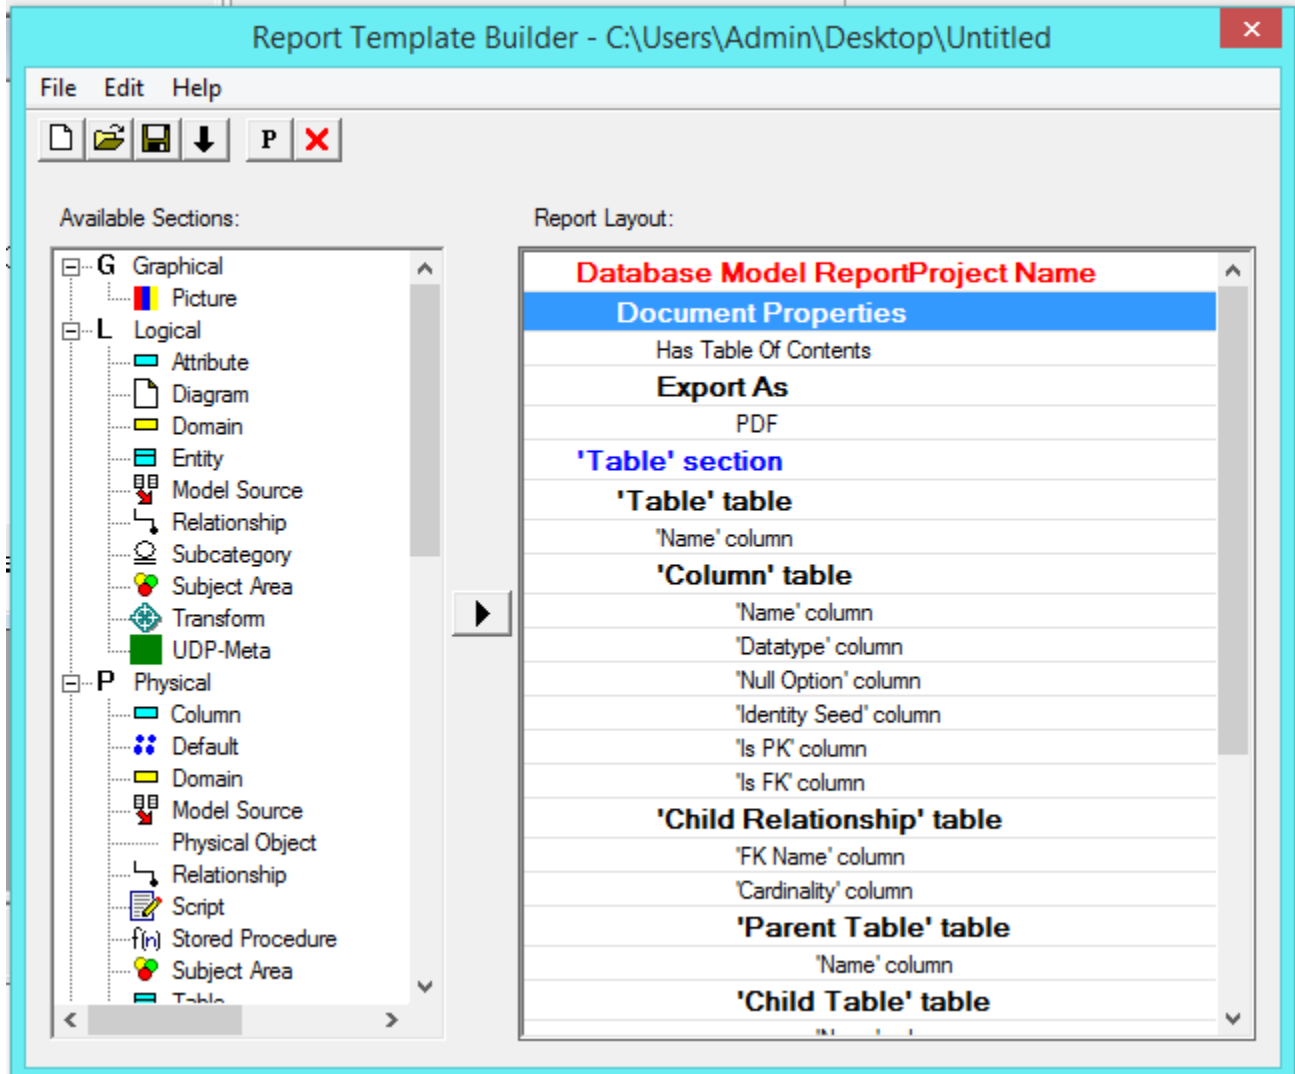 Report Template Builder - C:\Users\Admin\Desktop\Untitled
File Edit Help
P
Available Sections:
G Graphical
Picture
L Logical
Attribute
Diagram
Domain
Entity
Model Source
Relationship
Subcategory
Subject Area
Transform
UDP-Meta
P Physical
Column
Default
Domain
Model Source
Physical Object
Relationship
Script
f(n) Stored Procedure
Subject Area
Table
Report Layout:
Database Model ReportProject Name
Document Properties
Has Table Of Contents
Export As
PDF
'Table' section
'Table' table
'Name' column
'Column' table
'Name' column
'Datatype' column
'Null Option' column
'Identity Seed' column
'Is PK' column
'Is FK' column
'Child Relationship' table
'FK Name' column
'Cardinality' column
'Parent Table' table
'Name' column
'Child Table' table